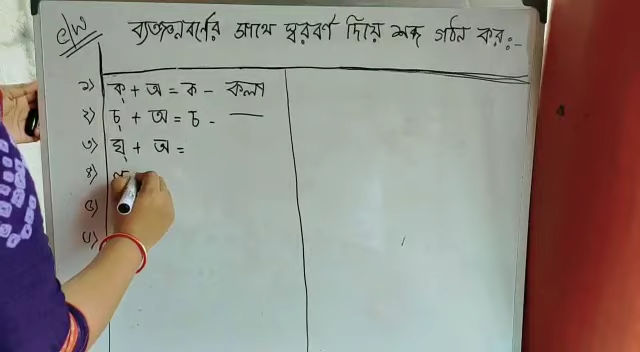 c/w
ব্যঞ্জনবর্ণের সাথে স্বরবর্ণ দিয়ে শব্দ গঠন কর:-
১) ক্ + অ = ক - কলম
২) চ্ + অ = চ - —
৩) ঘ্ + অ =
৪)
৫)
৬)